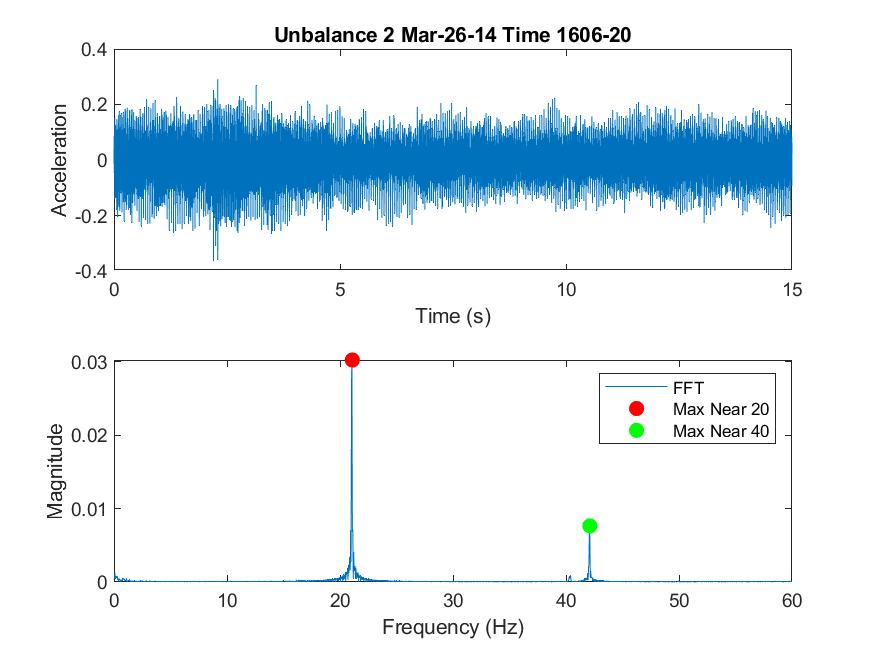 Unbalance 2 Mar-26-14 Time 1606-20
0.4
0.2
0
-0.2
-0.4
Acceleration
0 5 10 15
Time (s)
0.03
0.02
0.01
0
Magnitude
FFT
Max Near 20
Max Near 40
0 10 20 30 40 50 60
Frequency (Hz)